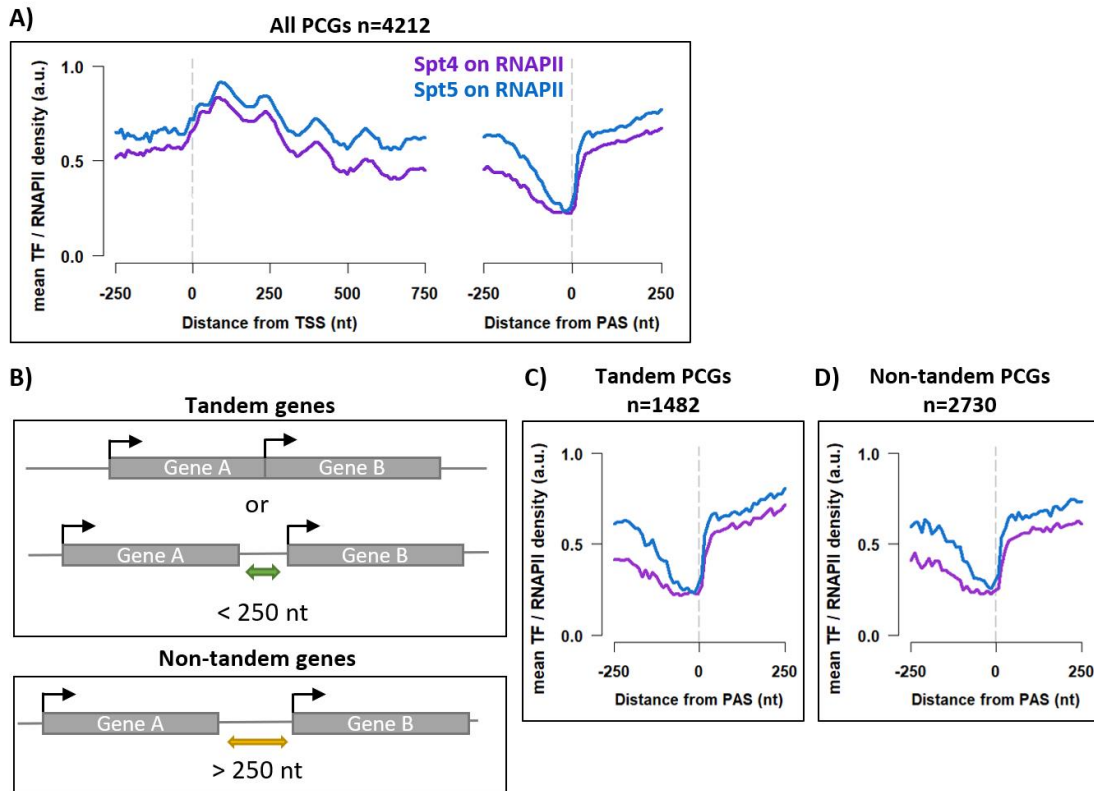 A)
All PCGs n=4212
Spt4 on RNAPII
Spt5 on RNAPII
mean TF / RNAPII density (a.u.)
1.0
0.5
0.0
-250 0 250 500 750
Distance from TSS (nt)
-250 0 250
Distance from PAS (nt)
B)
Tandem genes
Gene A Gene B
or
Gene A Gene B
< 250 nt
Non-tandem genes
Gene A Gene B
> 250 nt
C)
Tandem PCGs
n=1482
mean TF / RNAPII density (a.u.)
1.0
0.5
0.0
-250 0 250
Distance from PAS (nt)
D)
Non-tandem PCGs
n=2730
mean TF / RNAPII density (a.u.)
1.0
0.5
0.0
-250 0 250
Distance from PAS (nt)